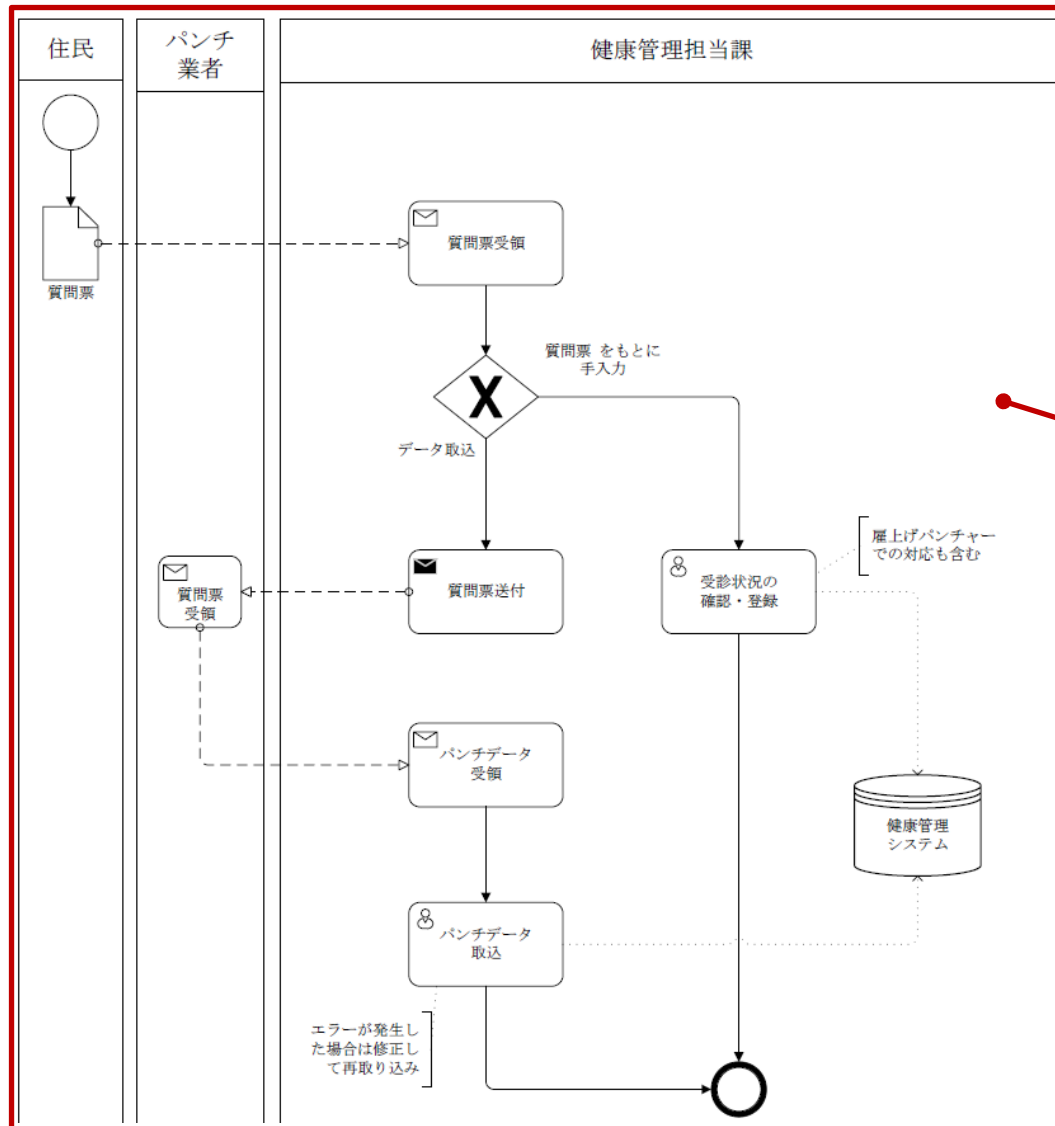 住民
パンチ
業者
健康管理担当課
質問票
質問票受領
質問票 をもとに
手入力
データ取込
質問票
受領
質問票送付
受診状況の
確認・登録
雇上げパンチャー
での対応も含む
パンチデータ
受領
健康管理
システム
パンチデータ
取込
エラーが発生し
た場合は修正し
て再取り込み